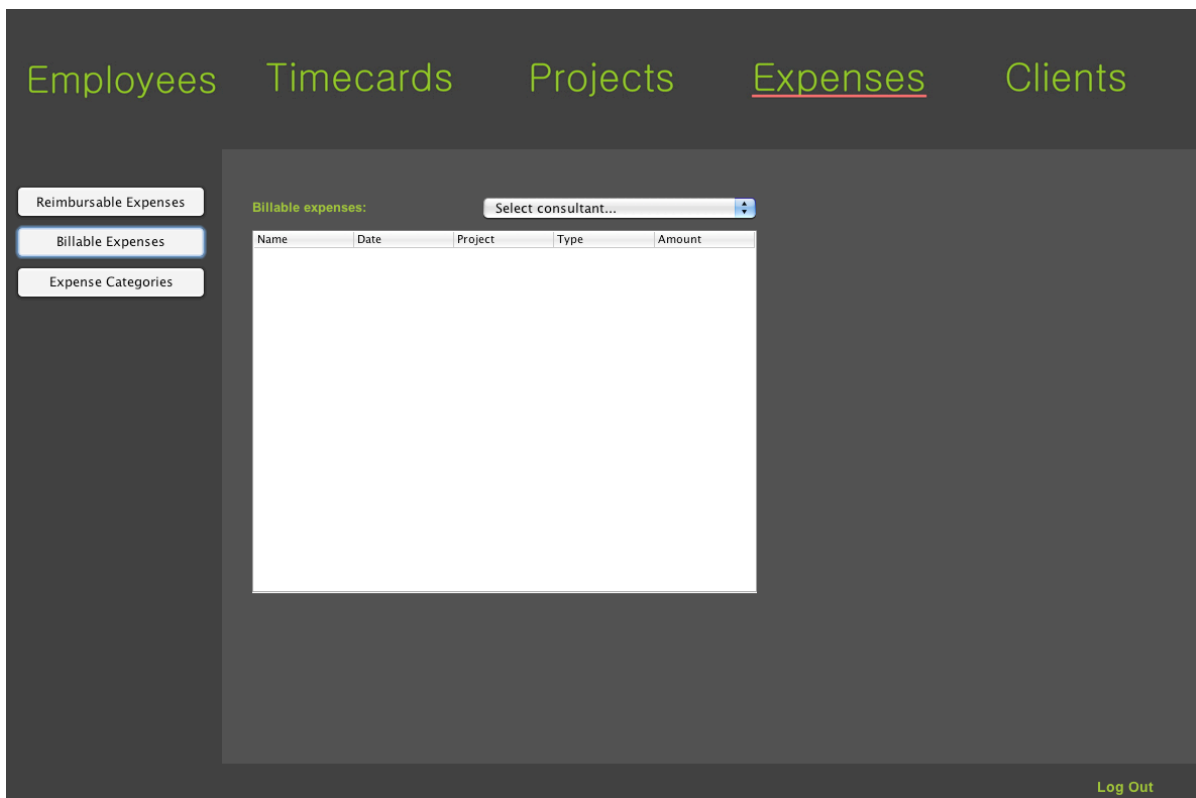 Employees Timecards Projects Expenses Clients
Reimbursable Expenses
Billable Expenses
Expense Categories
Billable expenses: Select consultant...
Name Date Project Type Amount
Log Out